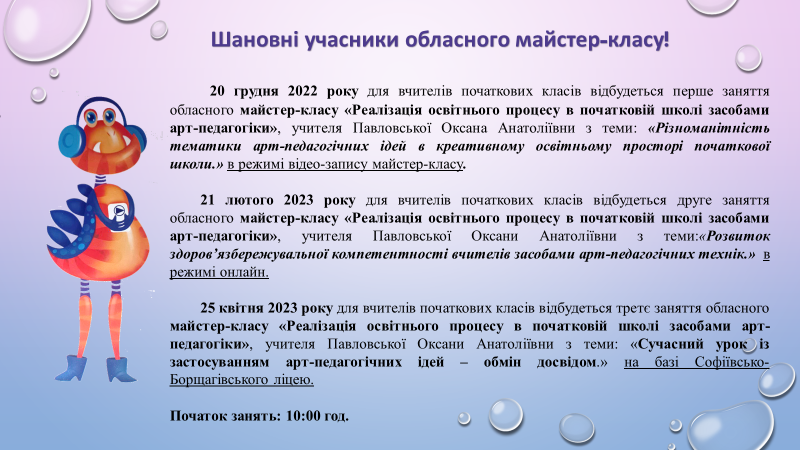 Шановні учасники обласного майстер-класу!
20 грудня 2022 року для вчителів початкових класів відбудеться перше заняття
обласного майстер-класу «Реалізація освітнього процесу в початковій школі засобами
арт-педагогіки», учителя Павловської Оксана Анатоліївни з теми: «Різноманітність
тематики арт-педагогічних ідей в креативному освітньому просторі початкової
школи.» в режимі відео-запису майстер-класу.
21 лютого 2023 року для вчителів початкових класів відбудеться друге заняття
обласного майстер-класу «Реалізація освітнього процесу в початковій школі засобами
арт-педагогіки», учителя Павловської Оксани Анатоліївни з теми:«Розвиток
здоров’язбережувальної компетентності вчителів засобами арт-педагогічних технік.» в
режимі онлайн.
25 квітня 2023 року для вчителів початкових класів відбудеться третє заняття обласного
майстер-класу «Реалізація освітнього процесу в початковій школі засобами арт-
педагогіки», учителя Павловської Оксани Анатоліївни з теми: «Сучасний урок із
застосуванням арт-педагогічних ідей – обмін досвідом.» на базі Софіївсько-
Борщагівського ліцею.
Початок занять: 10:00 год.